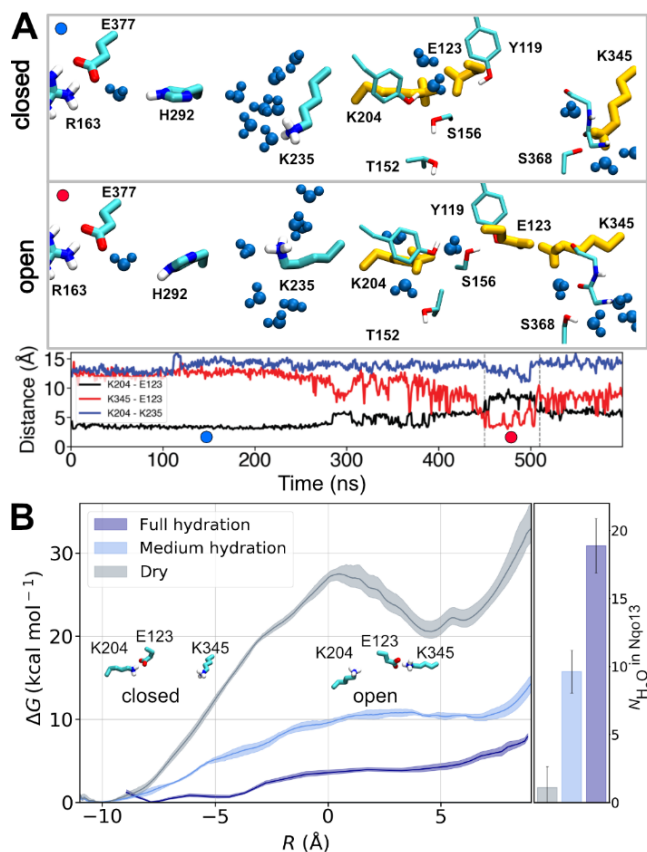 A
closed
E377
R163
H292
K235
K204
E123
Y119
S156
T152
K345
S368
open
E377
R163
H292
K235
K204
Y119
E123
S156
T152
K345
S368
Distance (Å)
15
10
5
0
K204 - E123
K345 - E123
K204 - K235
0 100 200 300 400 500
Time (ns)
B
ΔG (kcal mol⁻¹)
30
20
10
0
Full hydration
Medium hydration
Dry
K204 E123 K345
closed
K204 E123 K345
open
−10 −5 0 5
R (Å)
20
15
10
5
0
N_H₂O in Nqo13